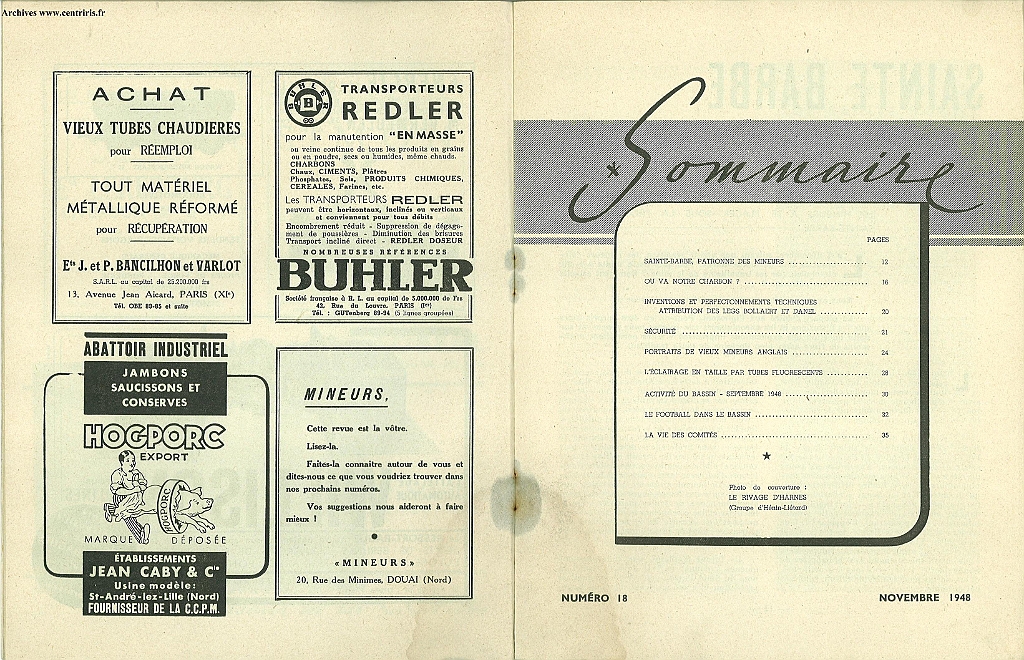 Archives www.centriris.fr
ACHAT
VIEUX TUBES CHAUDIERES
pour RÉEMPLOI
TOUT MATÉRIEL
MÉTALLIQUE RÉFORMÉ
pour RÉCUPÉRATION
Ets J. et P. BANCILHON et VARLOT
S.A.R.L. au capital de 25.200.000 frs
13, Avenue Jean Aicard, PARIS (XIe)
Tél. OBE 80-85 et suite
BUHLER
B
TRANSPORTEURS
REDLER
pour la manutention "EN MASSE"
ou veine continue de tous les produits en grains
ou en poudre, secs ou humides, même chauds.
CHARBONS
Chaux, CIMENTS, Plâtres
Phosphates, Sels, PRODUITS CHIMIQUES,
CEREALES, Farines, etc.
Les TRANSPORTEURS REDLER
peuvent être horizontaux, inclinés ou verticaux
et conviennent pour tous débits
Encombrement réduit - Suppression de dégage-
ment de poussières - Diminution des brisures
Transport incliné direct - REDLER DOSEUR
NOMBREUSES RÉFÉRENCES
BUHLER
Société française à R. L. au capital de 5.000.000 de Frs
42, Rue du Louvre, PARIS (Ier)
Tél. : GUTenberg 89-94 (5 lignes groupées)
ABATTOIR INDUSTRIEL
JAMBONS
SAUCISSONS ET
CONSERVES
HOGPORC
EXPORT
HOGPORC
MARQUE DÉPOSÉE
ÉTABLISSEMENTS
JEAN CABY & Cie
Usine modèle:
St-André-lez-Lille (Nord)
FOURNISSEUR DE LA C.C.P.M.
MINEURS,
Cette revue est la vôtre.
Lisez-la.
Faites-la connaitre autour de vous et
dites-nous ce que vous voudriez trouver dans
nos prochains numéros.
Vos suggestions nous aideront à faire
mieux !
«MINEURS»
20, Rue des Minimes, DOUAI (Nord)
Sommaire
PAGES
SAINTE-BARBE, PATRONNE DES MINEURS ................ 12
OU VA NOTRE CHARBON ? ................ 16
INVENTIONS ET PERFECTIONNEMENTS TECHNIQUES
ATTRIBUTION DES LEGS BOLLAERT ET DANEL ............ 20
SÉCURITÉ ................ 21
PORTRAITS DE VIEUX MINEURS ANGLAIS ................ 24
L'ÉCLAIRAGE EN TAILLE PAR TUBES FLUORESCENTS ............ 28
ACTIVITÉ DU BASSIN - SEPTEMBRE 1948 ................ 30
LE FOOTBALL DANS LE BASSIN ................ 32
LA VIE DES COMITÉS ................ 35
Photo de couverture :
LE RIVAGE D'HARNES
(Groupe d'Hénin-Liétard)
NUMÉRO 18 NOVEMBRE 1948